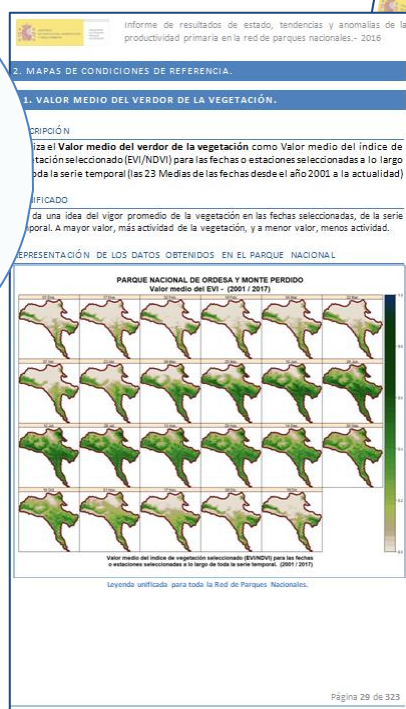 Informe de resultados de estado, tendencias y anomalías de la
productividad primaria en la red de parques nacionales.- 2016
2. MAPAS DE CONDICIONES DE REFERENCIA.
1. VALOR MEDIO DEL VERDOR DE LA VEGETACIÓN.
CRIPCIÓN
iza el Valor medio del verdor de la vegetación como Valor medio del índice de
etación seleccionado (EVI/NDVI) para las fechas o estaciones seleccionadas a lo largo
oda la serie temporal (las 23 Medias de las fechas desde el año 2001 a la actualidad)
IFICADO
da una idea del vigor promedio de la vegetación en las fechas seleccionadas, de la serie
poral. A mayor valor, más actividad de la vegetación, y a menor valor, menos actividad.
EPRESENTACIÓN DE LOS DATOS OBTENIDOS EN EL PARQUE NACIONAL
PARQUE NACIONAL DE ORDESA Y MONTE PERDIDO
Valor medio del EVI - (2001 / 2017)
Valor medio del índice de vegetación seleccionado (EVI/NDVI) para las fechas
o estaciones seleccionadas a lo largo de toda la serie temporal. (2001 / 2017)
Leyenda unificada para toda la Red de Parques Nacionales.
Página 29 de 323